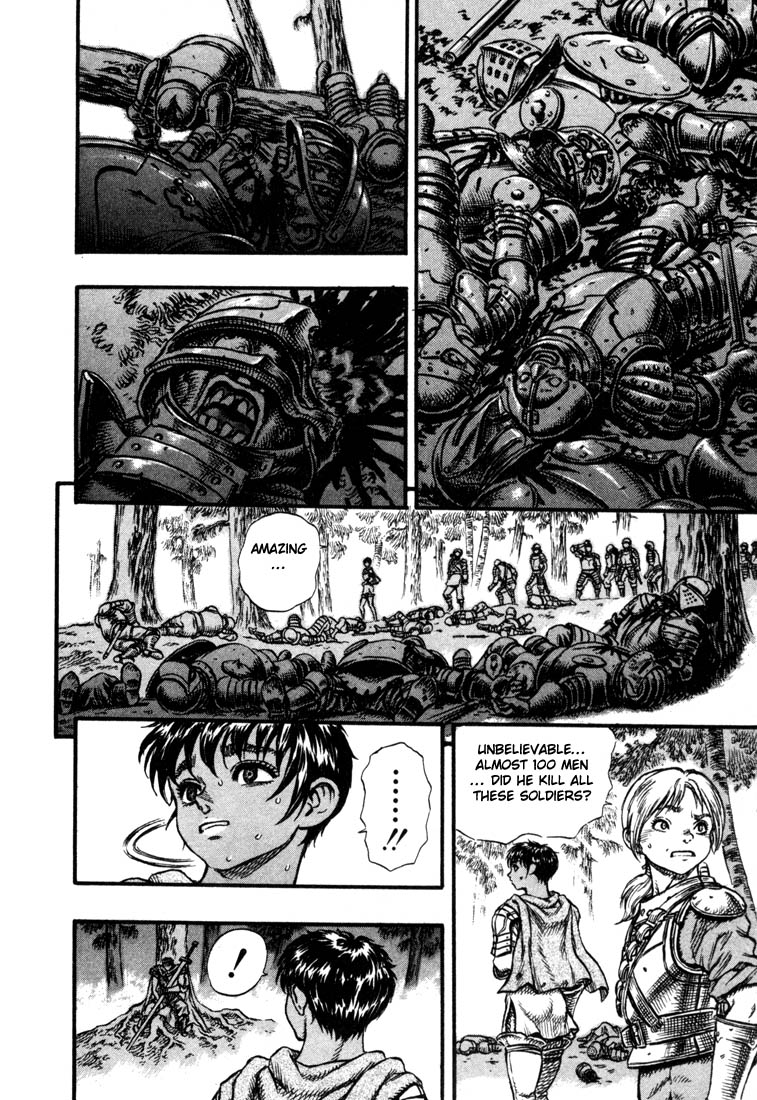 AMAZING
...
UNBELIEVABLE...
ALMOST 100 MEN
... DID HE KILL ALL
THESE SOLDIERS?
......!!
!